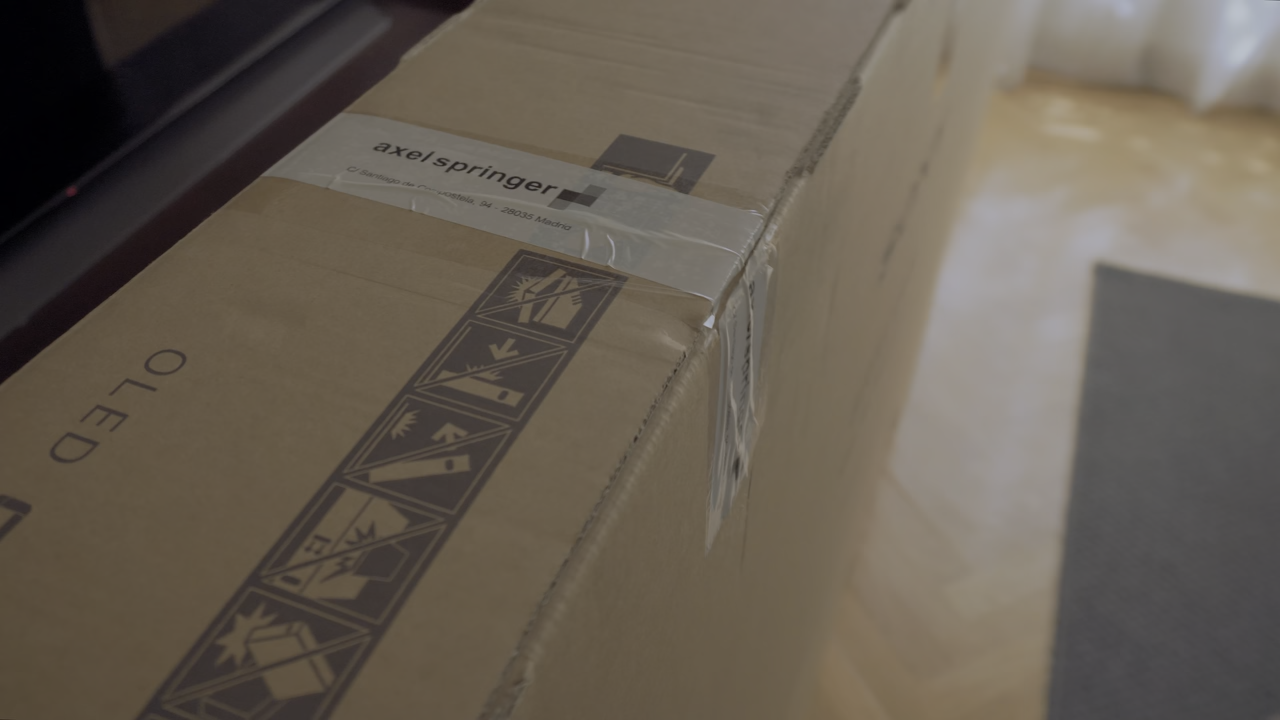 axel springer
C/ Santiago de Compostela, 94 · 28035 Madrid
OLED